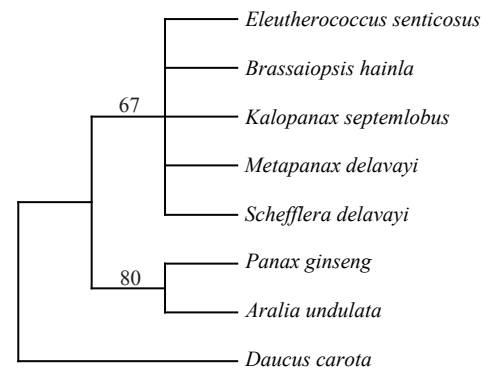 Eleutherococcus senticosus
Brassaiopsis hainla
67
Kalopanax septemlobus
Metapanax delavayi
Schefflera delavayi
Panax ginseng
80
Aralia undulata
Daucus carota